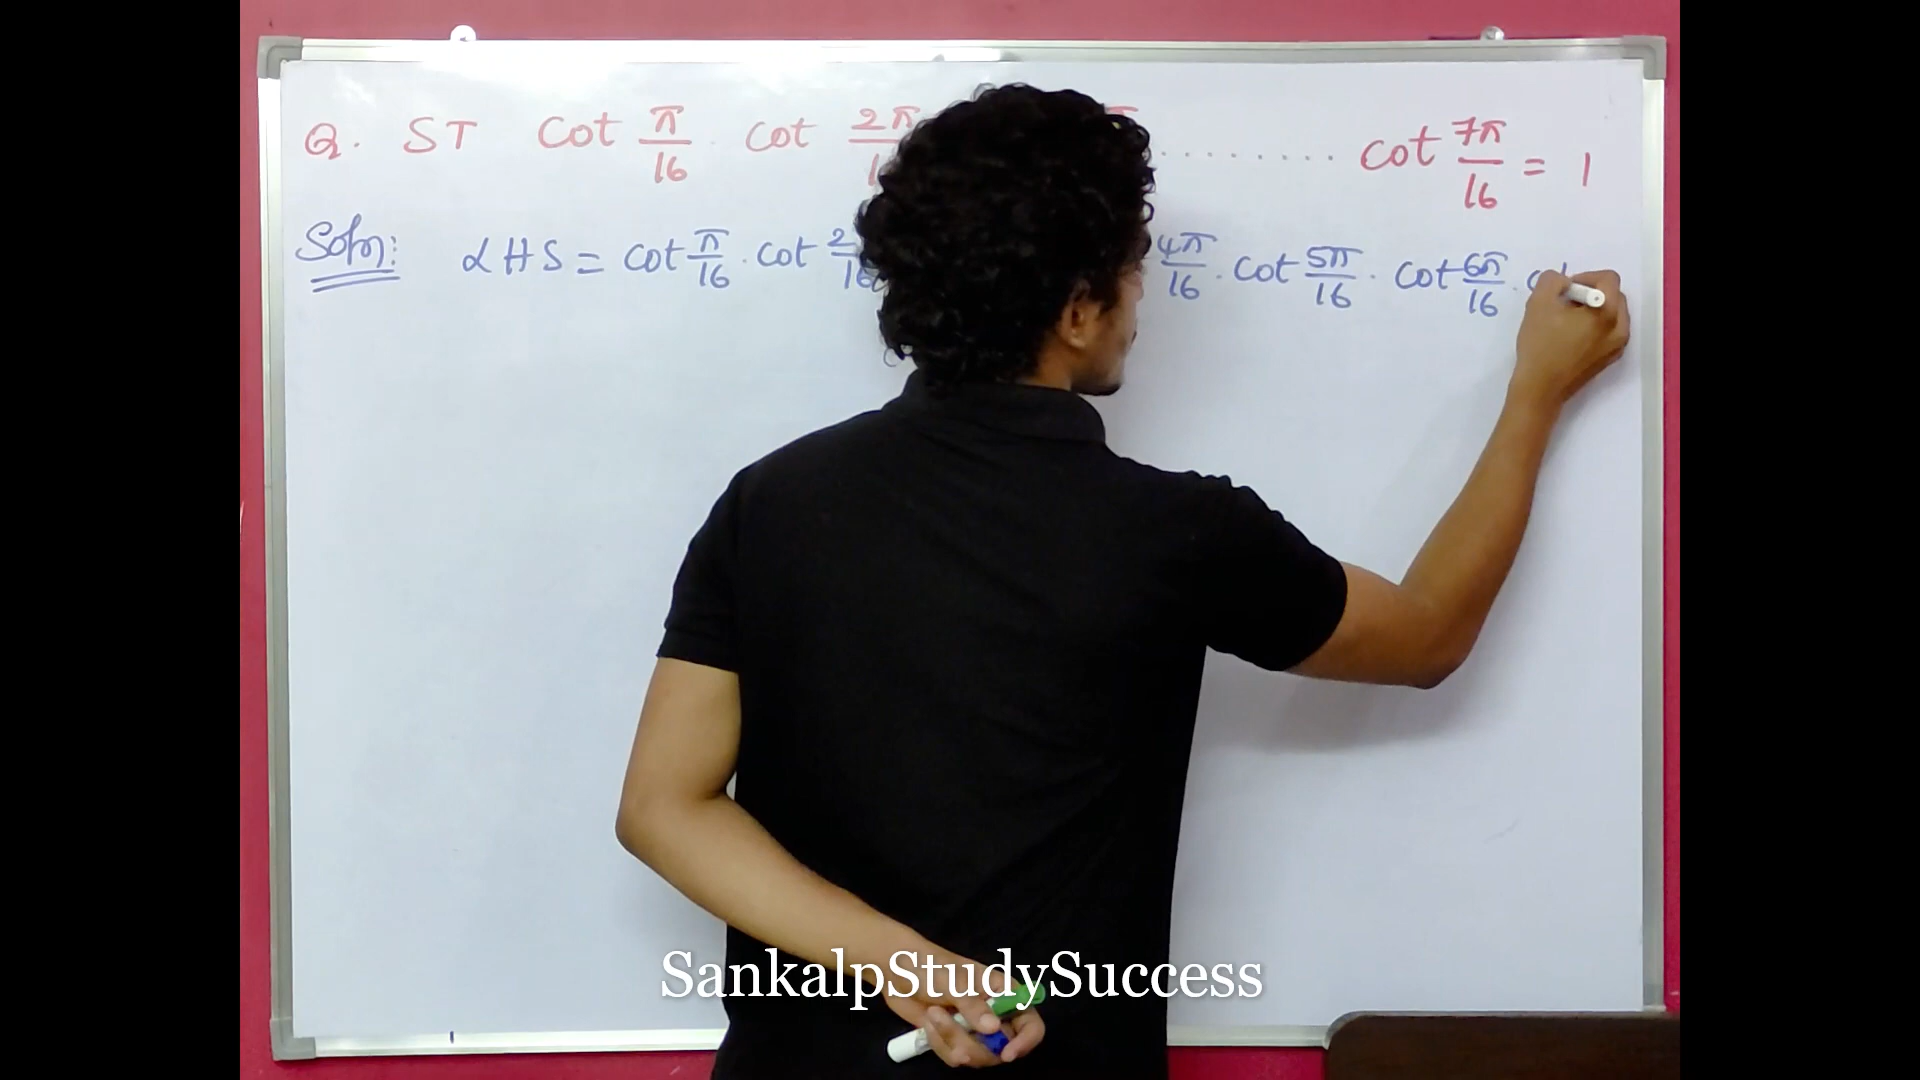 Q. ST cot π/16 . cot 2π/1 ......... cot 7π/16 = 1
Soln: LHS = cot π/16 . cot 2/16 4π/16 . cot 5π/16 . cot 6π/16 .
SankalpStudySuccess